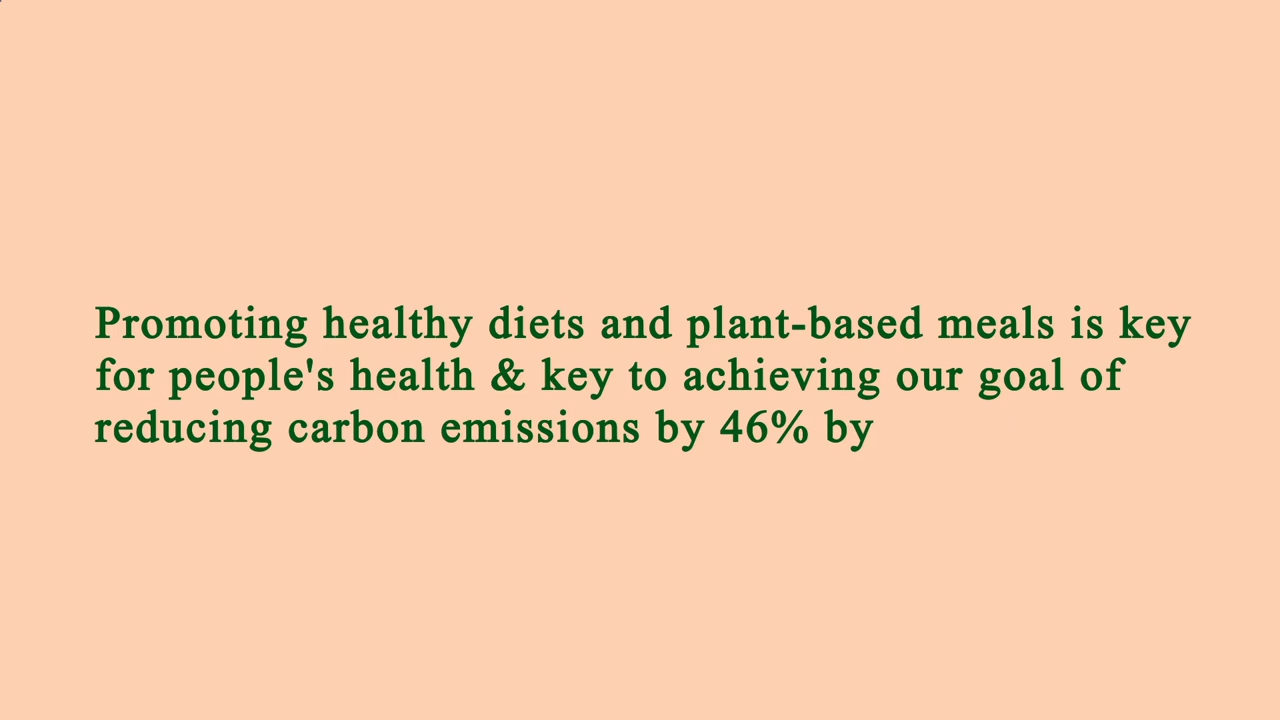 Promoting healthy diets and plant-based meals is key
for people's health & key to achieving our goal of
reducing carbon emissions by 46% by